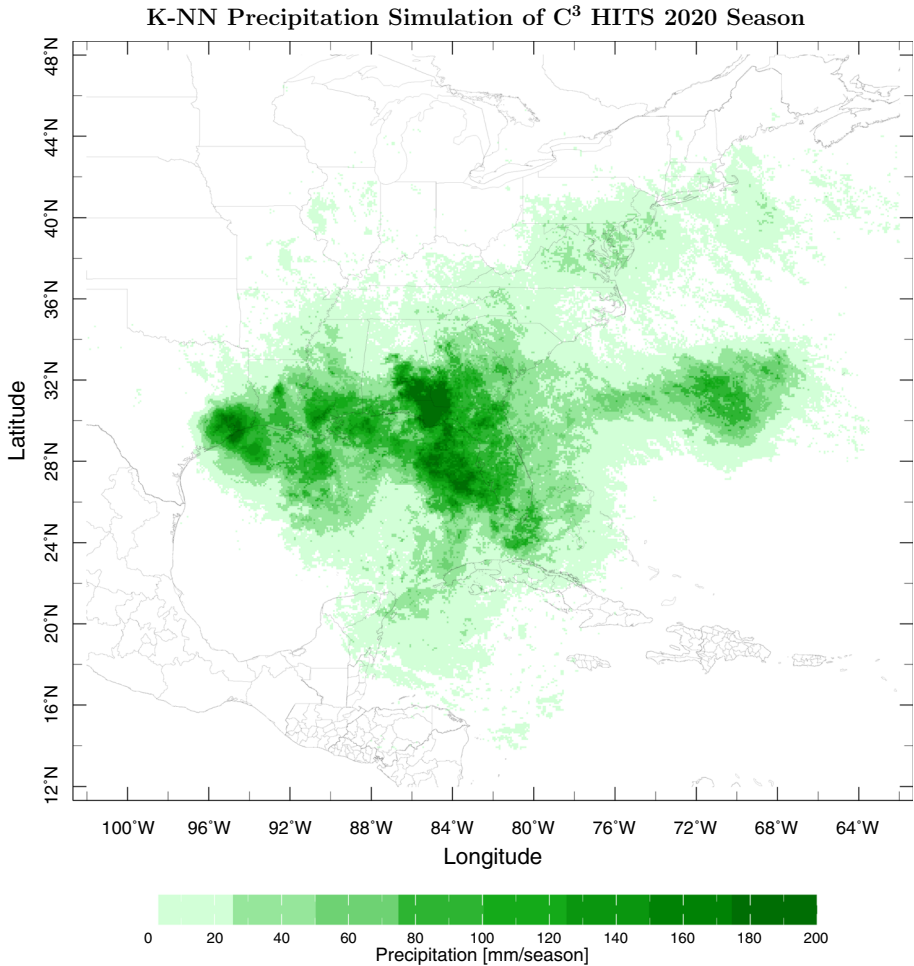 K-NN Precipitation Simulation of C³ HITS 2020 Season
48°N
44°N
40°N
36°N
32°N
28°N
24°N
20°N
16°N
12°N
Latitude
100°W 96°W 92°W 88°W 84°W 80°W 76°W 72°W 68°W 64°W
Longitude
0 20 40 60 80 100 120 140 160 180 200
Precipitation [mm/season]